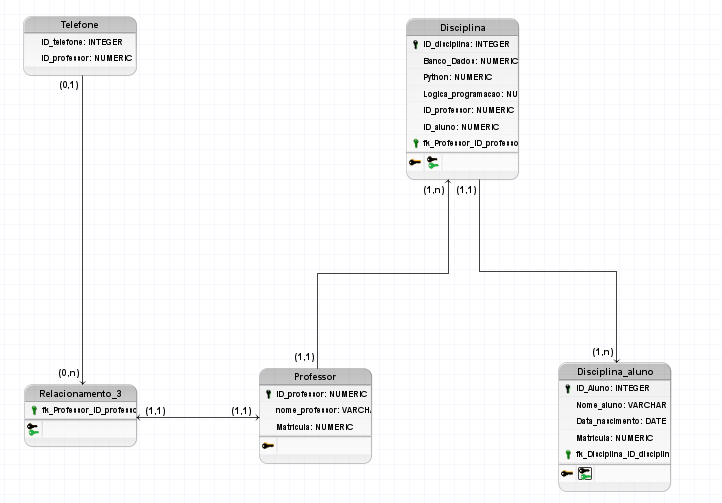 Telefone
ID_telefone: INTEGER
ID_professor: NUMERIC
(0,1)
Disciplina
ID_disciplina: INTEGER
Banco_Dados: NUMERIC
Python: NUMERIC
Logica_programacao: NU
ID_professor: NUMERIC
ID_aluno: NUMERIC
fk_Professor_ID_professo
(1,n) (1,1)
(0,n)
Relacionamento_3
fk_Professor_ID_professo
(1,1) (1,1)
(1,1)
Professor
ID_professor: NUMERIC
nome_professor: VARCHA
Matricula: NUMERIC
(1,n)
Disciplina_aluno
ID_Aluno: INTEGER
Nome_aluno: VARCHAR
Data_nascimento: DATE
Matricula: NUMERIC
fk_Disciplina_ID_disciplin